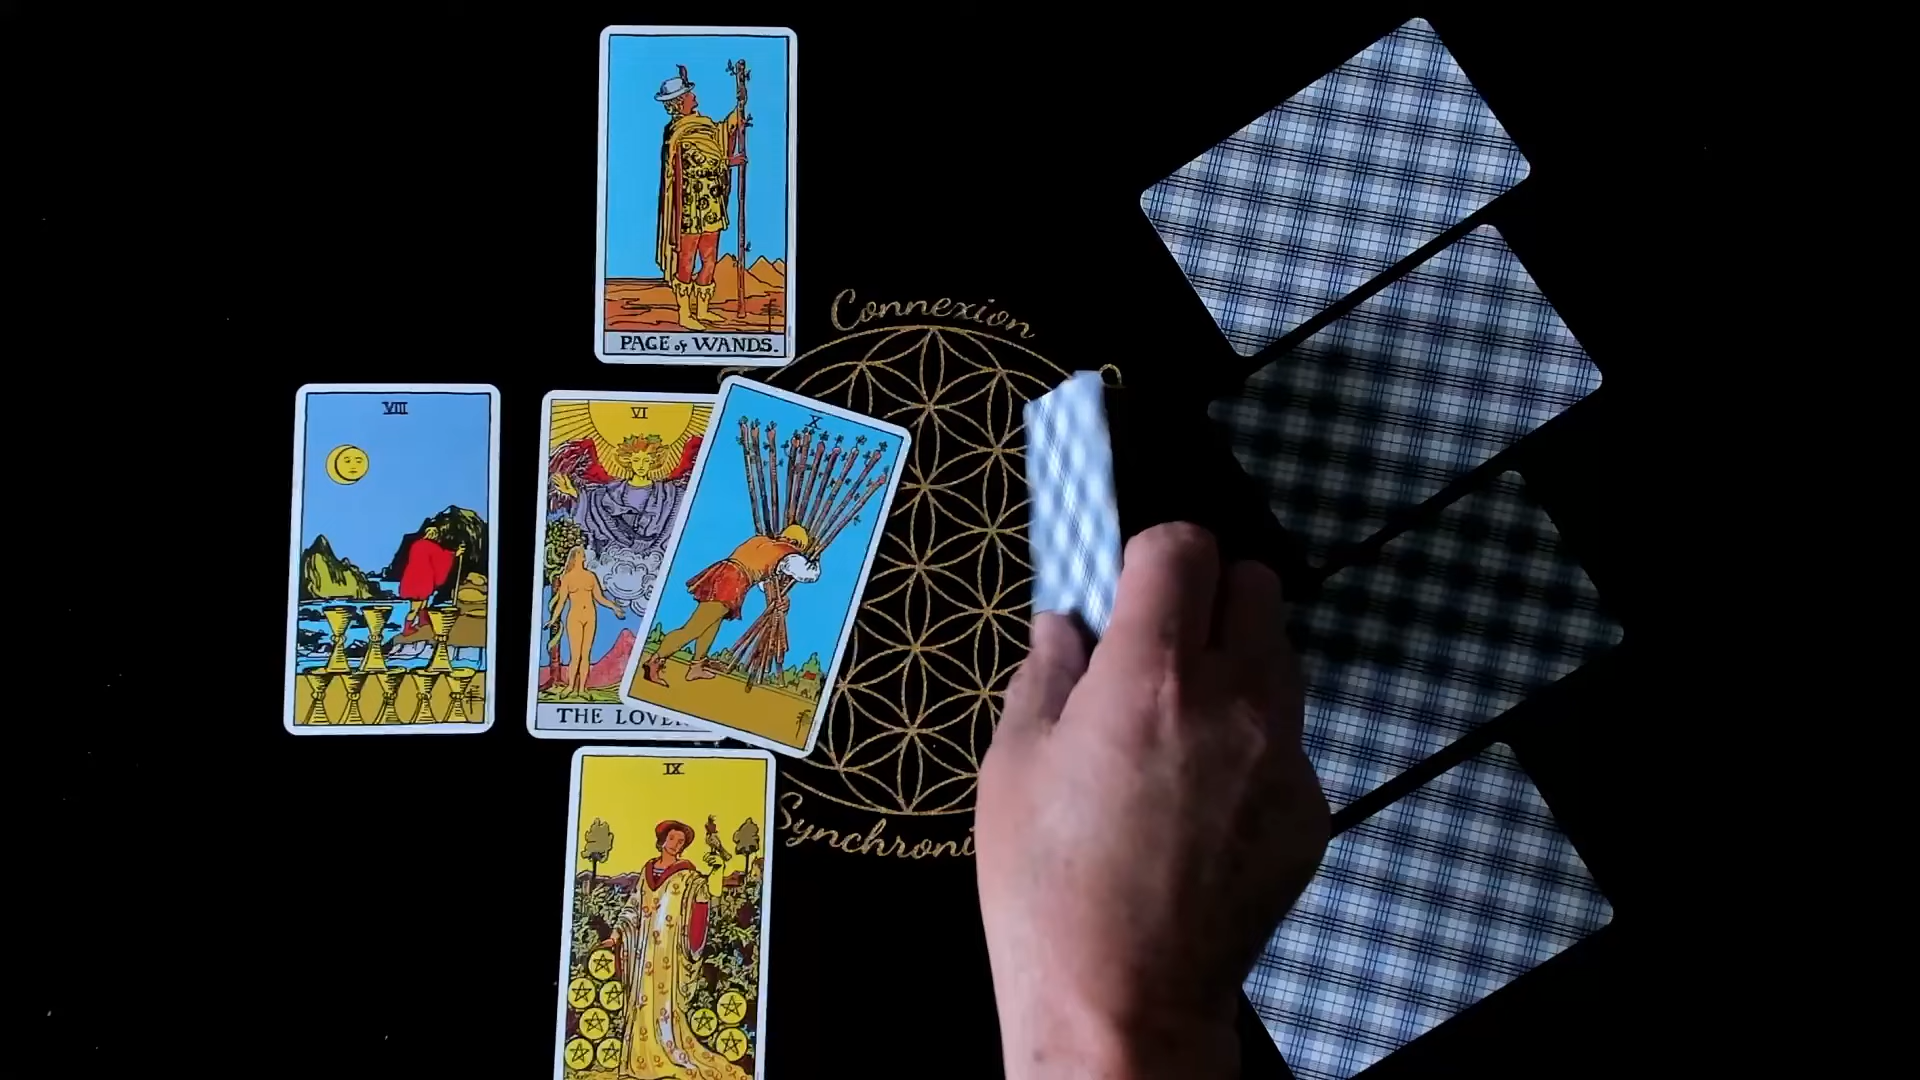 PAGE of WANDS.
Connexion
VIII
VI
X
THE LOVE
Synchroni
IX